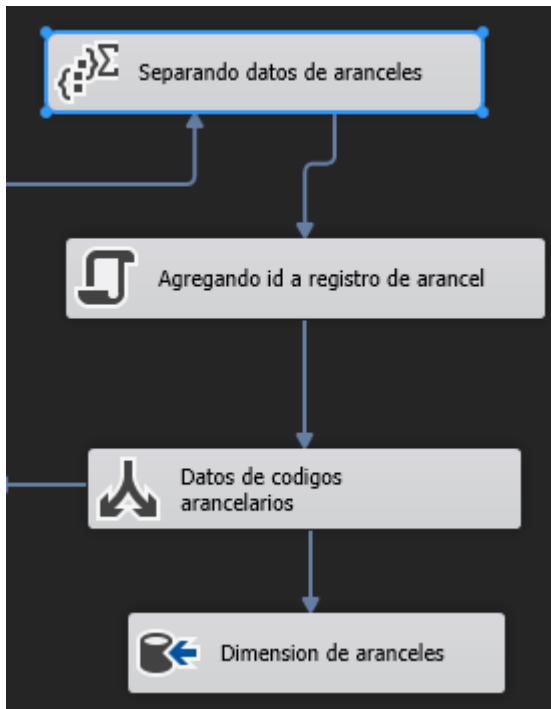 Separando datos de aranceles
Agregando id a registro de arancel
Datos de codigos
arancelarios
Dimension de aranceles